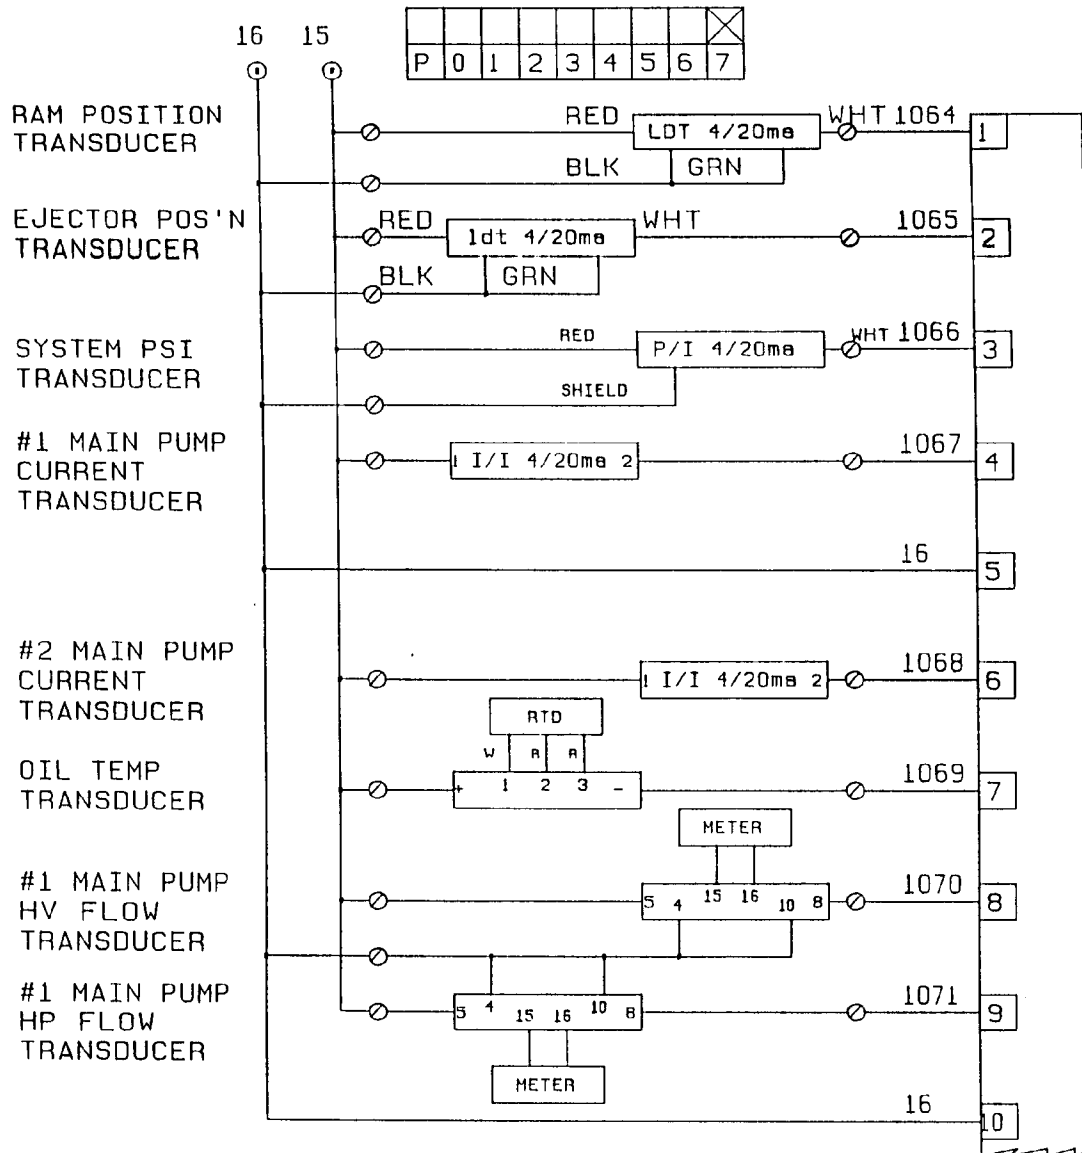 16 15
P 0 1 2 3 4 5 6 7
RAM POSITION
TRANSDUCER
RED LDT 4/20ma WHT 1064 1
BLK GRN
EJECTOR POS'N
TRANSDUCER
RED ldt 4/20ma WHT 1065 2
BLK GRN
SYSTEM PSI
TRANSDUCER
RED P/I 4/20ma WHT 1066 3
SHIELD
#1 MAIN PUMP
CURRENT
TRANSDUCER
1 I/I 4/20ma 2 1067 4
16 5
#2 MAIN PUMP
CURRENT
TRANSDUCER
1 I/I 4/20ma 2 1068 6
RTD
W R R
OIL TEMP
TRANSDUCER
+ 1 2 3 - 1069 7
METER
#1 MAIN PUMP
HV FLOW
TRANSDUCER
5 4 15 16 10 8 1070 8
#1 MAIN PUMP
HP FLOW
TRANSDUCER
5 4 15 16 10 8 1071 9
METER
16 10